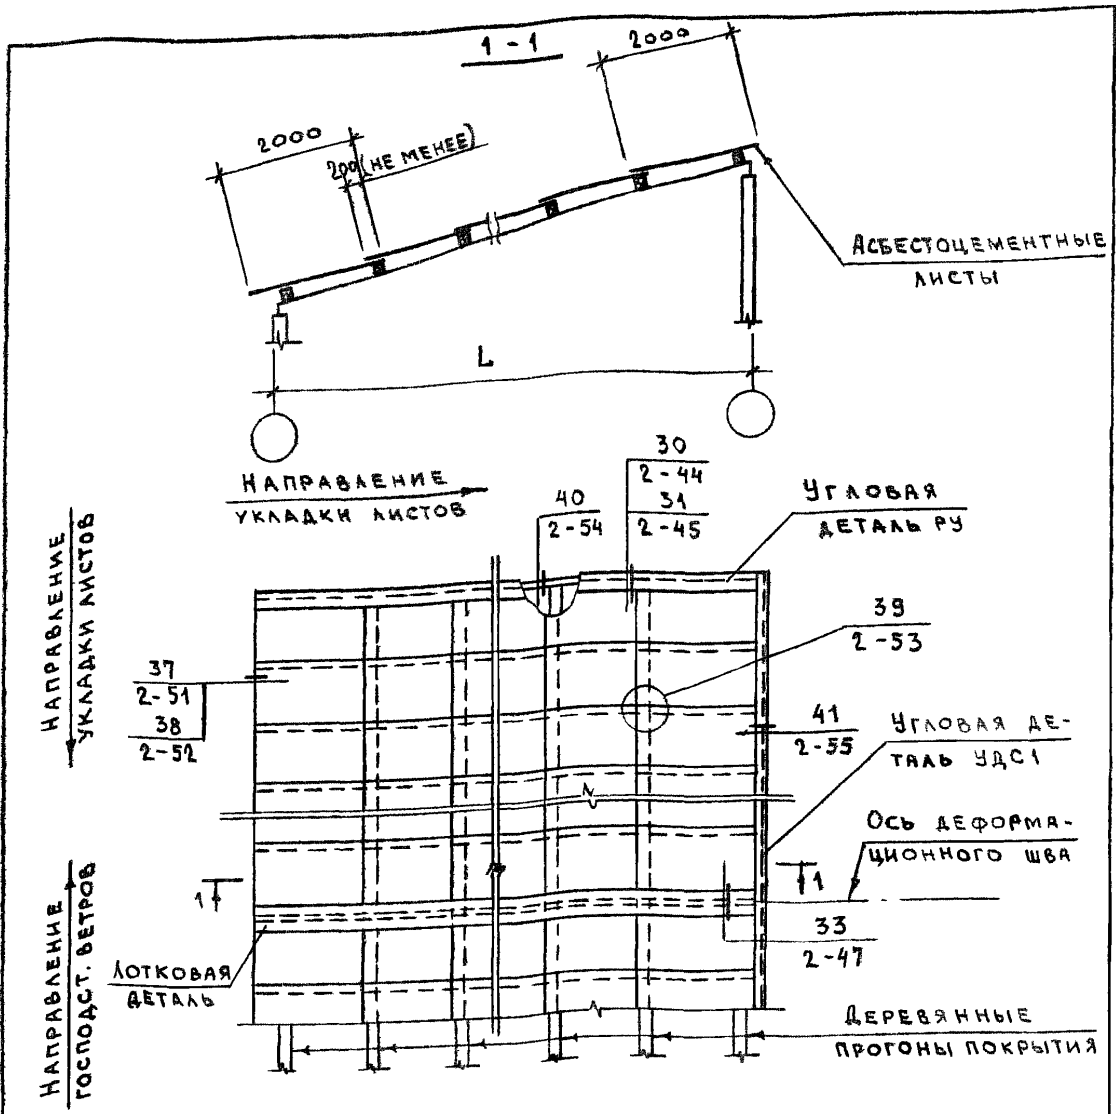 1 - 1
2000
2000
200 (НЕ МЕНЕЕ)
АСБЕСТОЦЕМЕНТНЫЕ
ЛИСТЫ
L
НАПРАВЛЕНИЕ
УКЛАДКИ ЛИСТОВ
30
2-44
31
2-45
40
2-54
УГЛОВАЯ
ДЕТАЛЬ РУ
НАПРАВЛЕНИЕ
УКЛАДКИ ЛИСТОВ
39
2-53
37
2-51
38
2-52
41
2-55
УГЛОВАЯ ДЕ-
ТАЛЬ УДС1
ОСЬ ДЕФОРМА-
ЦИОННОГО ШВА
1
1
33
2-47
НАПРАВЛЕНИЕ
ГОСПОДСТ. ВЕТРОВ
ЛОТКОВАЯ
ДЕТАЛЬ
ДЕРЕВЯННЫЕ
ПРОГОНЫ ПОКРЫТИЯ